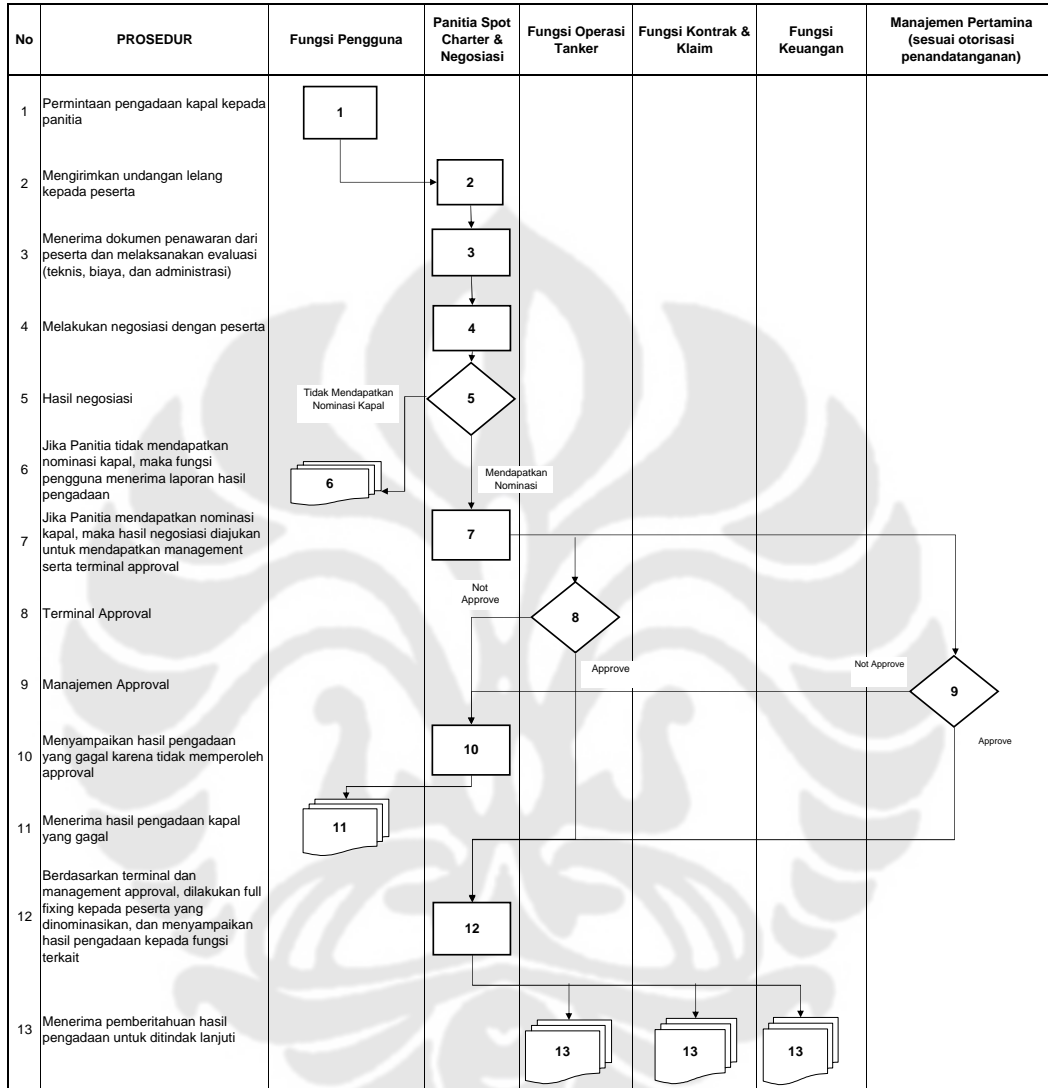 No
PROSEDUR
Fungsi Pengguna
Panitia Spot
Charter &
Negosiasi
Fungsi Operasi
Tanker
Fungsi Kontrak &
Klaim
Fungsi
Keuangan
Manajemen Pertamina
(sesuai otorisasi
penandatanganan)
1
Permintaan pengadaan kapal kepada
panitia
1
2
Mengirimkan undangan lelang
kepada peserta
2
3
Menerima dokumen penawaran dari
peserta dan melaksanakan evaluasi
(teknis, biaya, dan administrasi)
3
4
Melakukan negosiasi dengan peserta
4
5
Hasil negosiasi
Tidak Mendapatkan
Nominasi Kapal
5
6
Jika Panitia tidak mendapatkan
nominasi kapal, maka fungsi
pengguna menerima laporan hasil
pengadaan
6
Mendapatkan
Nominasi
7
Jika Panitia mendapatkan nominasi
kapal, maka hasil negosiasi diajukan
untuk mendapatkan management
serta terminal approval
7
Not
Approve
8
Terminal Approval
8
Approve
Not Approve
9
Manajemen Approval
9
Approve
10
Menyampaikan hasil pengadaan
yang gagal karena tidak memperoleh
approval
10
11
Menerima hasil pengadaan kapal
yang gagal
11
12
Berdasarkan terminal dan
management approval, dilakukan full
fixing kepada peserta yang
dinominasikan, dan menyampaikan
hasil pengadaan kepada fungsi
terkait
12
13
Menerima pemberitahuan hasil
pengadaan untuk ditindak lanjuti
13
13
13